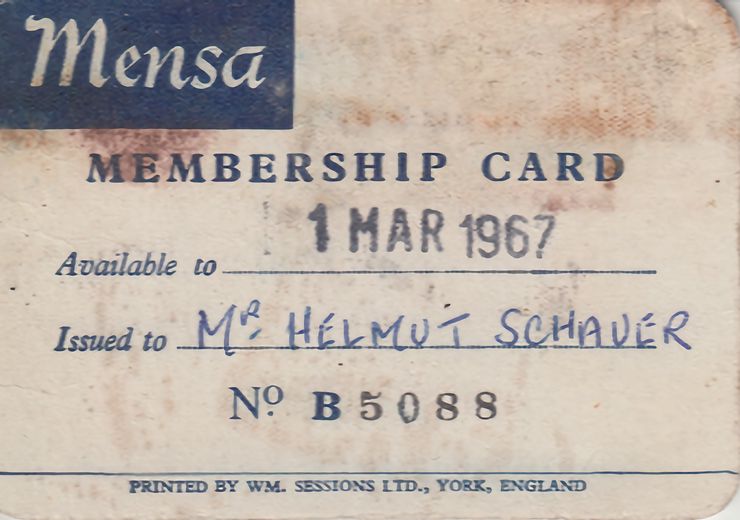 Mensa
MEMBERSHIP CARD
Available to 1 MAR 1967
Issued to Mr. HELMUT SCHAUER
Nº B 5088
PRINTED BY WM. SESSIONS LTD., YORK, ENGLAND